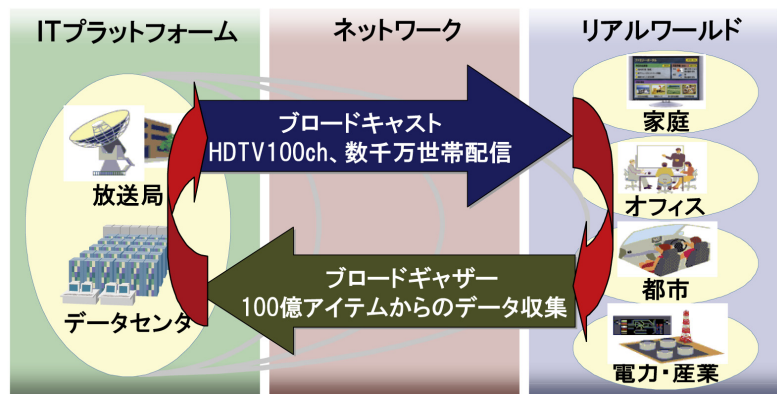 ITプラットフォーム
ネットワーク
リアルワールド
放送局
データセンタ
ブロードキャスト
HDTV100ch、数千万世帯配信
ブロードギャザー
100億アイテムからのデータ収集
家庭
オフィス
都市
電力・産業